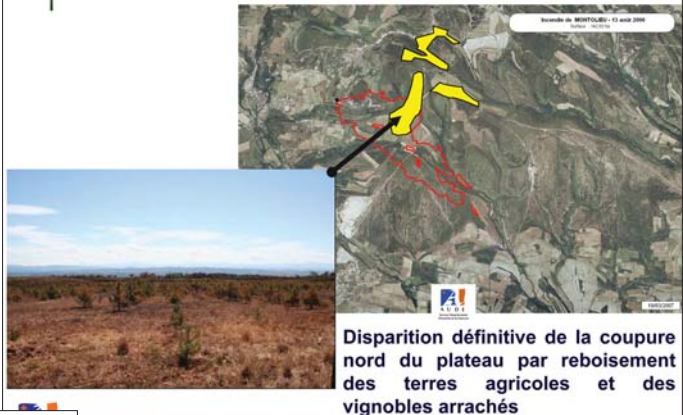 Incendie de MONTOLIEU - 13 août 2006
AUDE
Disparition définitive de la coupure
nord du plateau par reboisement
des terres agricoles et des
vignobles arrachés